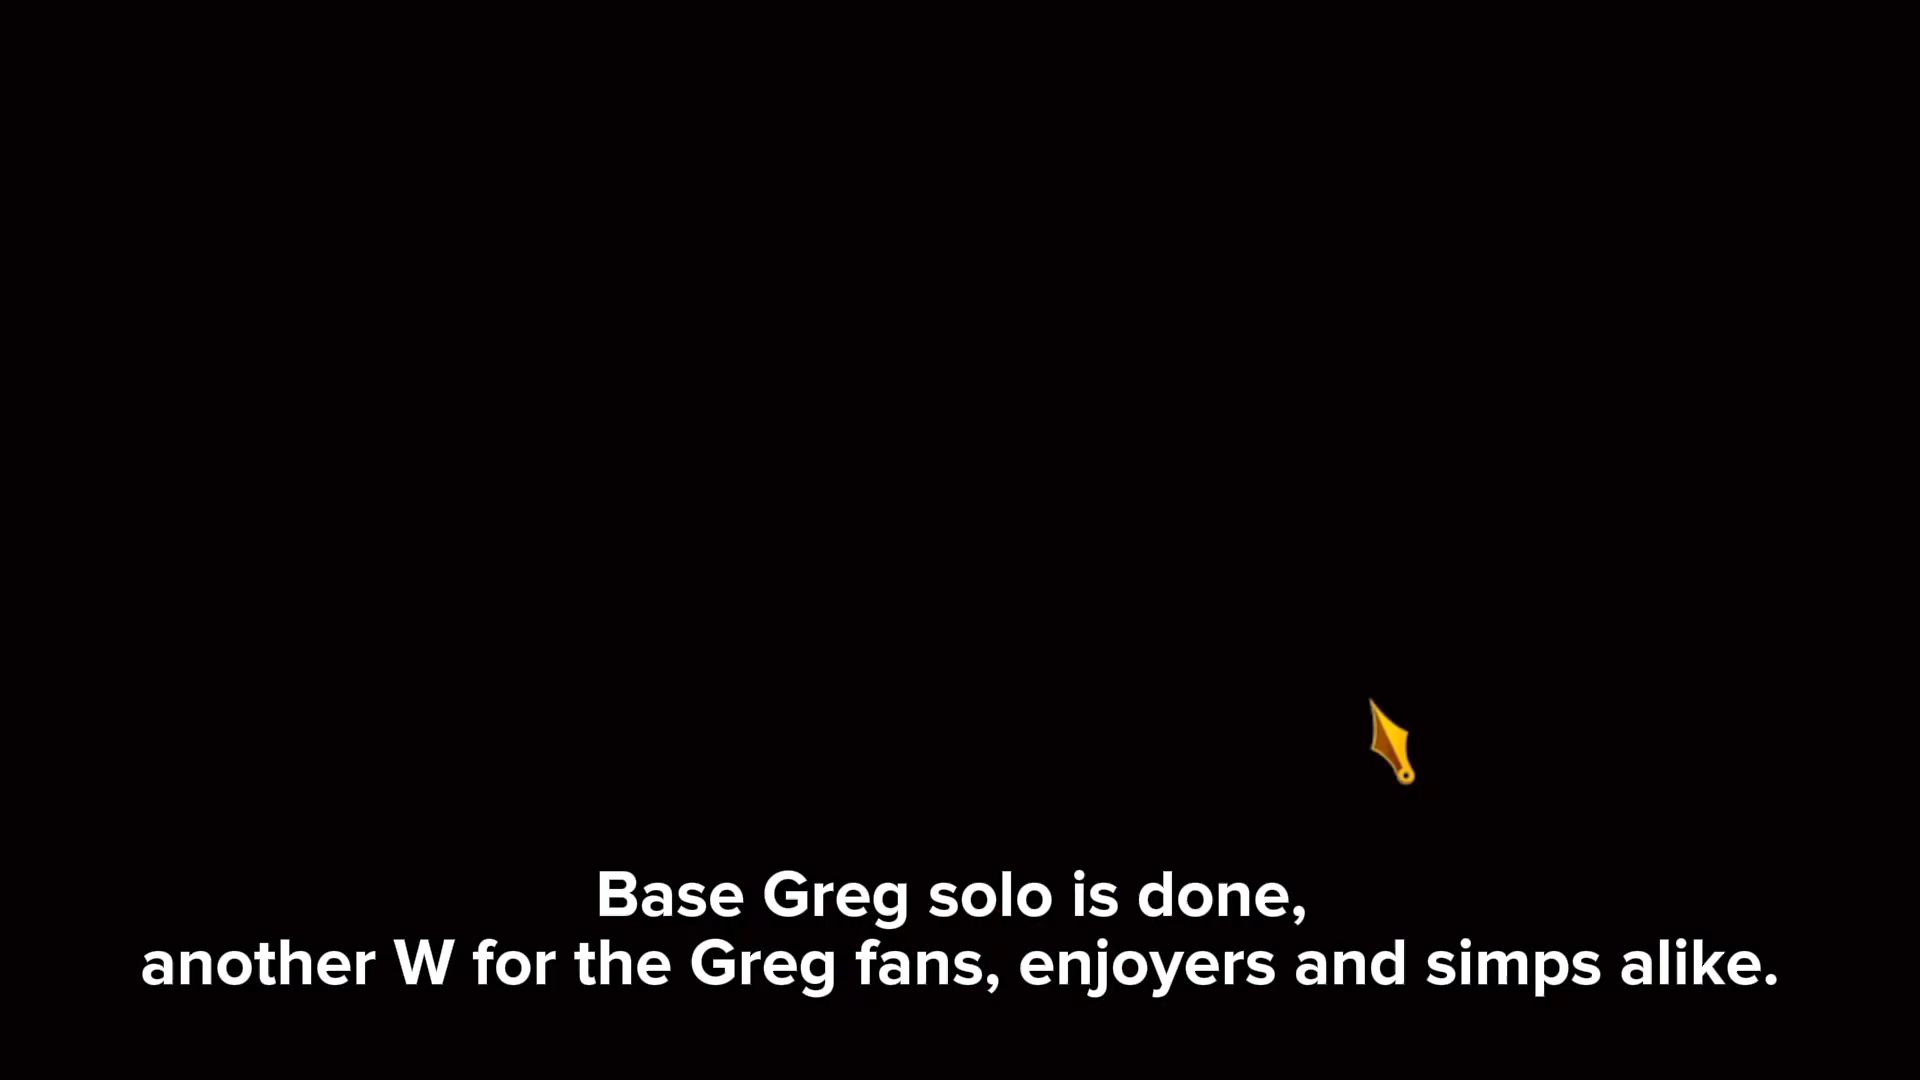 Base Greg solo is done,
another W for the Greg fans, enjoyers and simps alike.